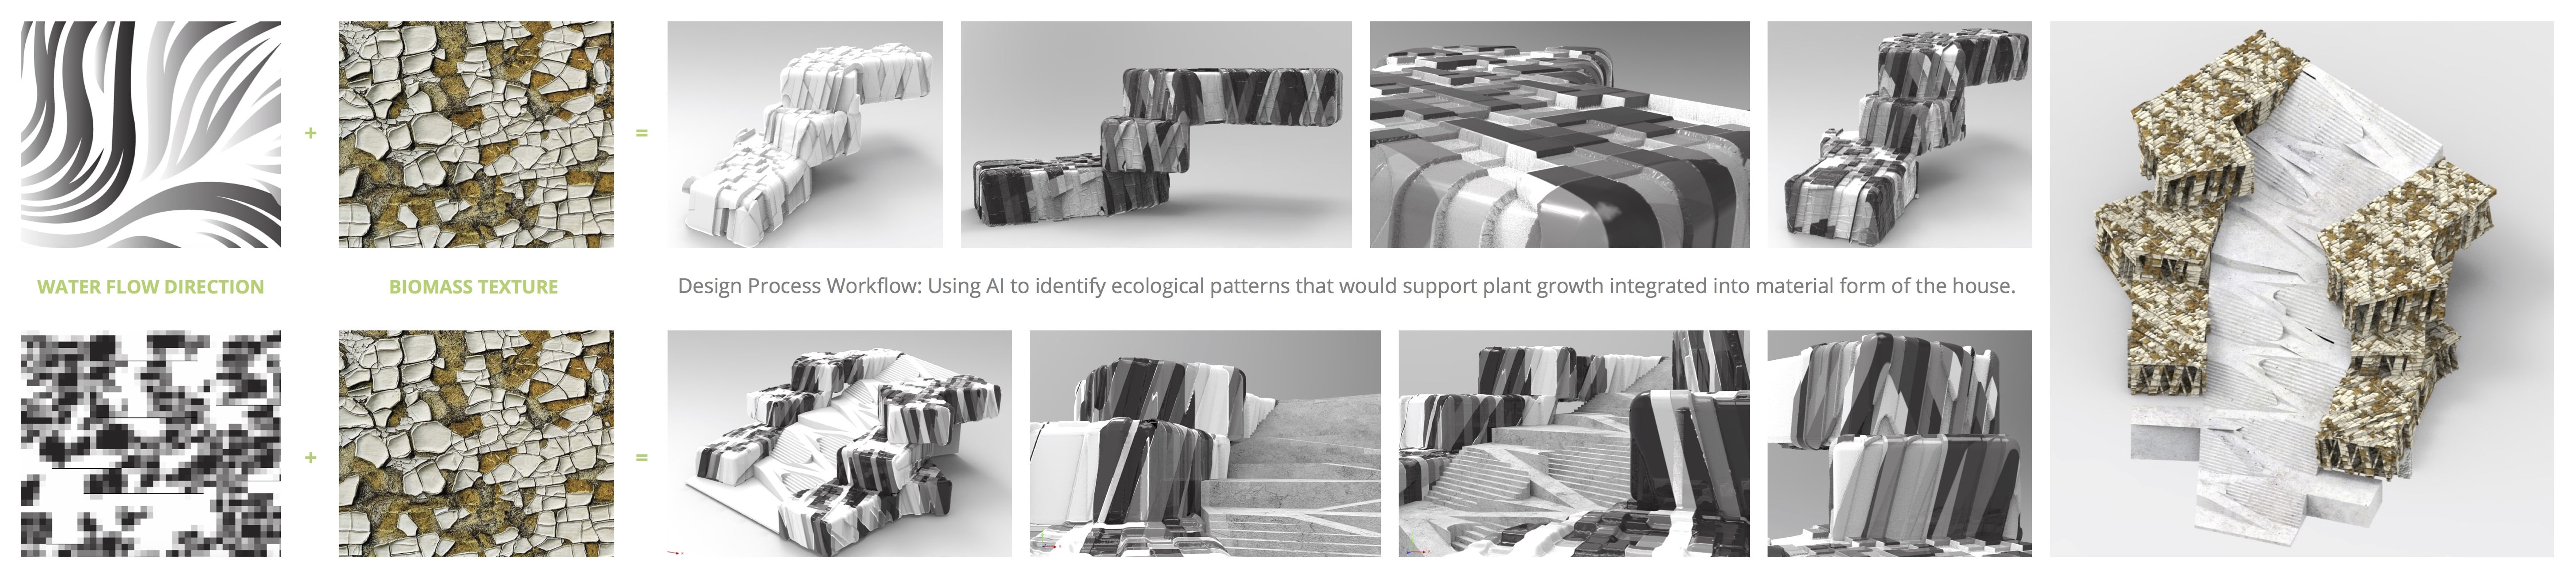 +
=
WATER FLOW DIRECTION
BIOMASS TEXTURE
Design Process Workflow: Using AI to identify ecological patterns that would support plant growth integrated into material form of the house.
+
=